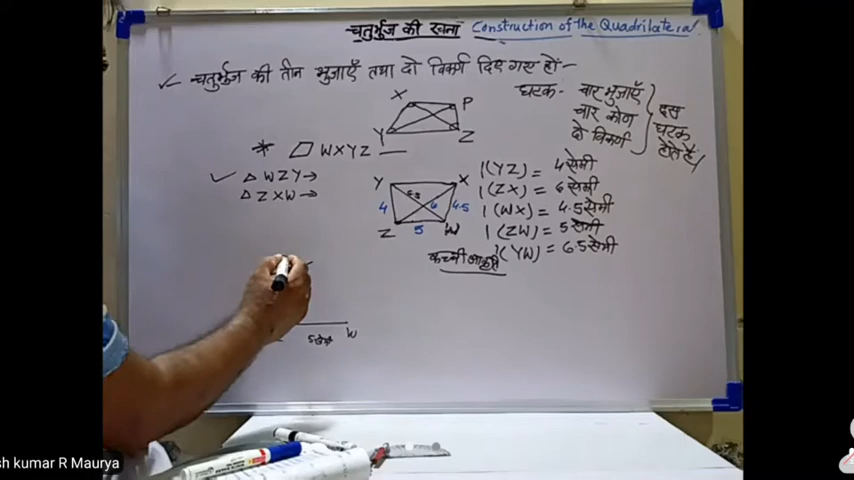 चतुर्भुज की रचना Construction of the Quadrilateral
✓ चतुर्भुज की तीन भुजाएँ तथा दो विकर्ण दिए गए हों -
घटक - चार भुजाएँ
चार कोन
दो विकर्ण
दस
घटक
होते है
X P
Y Z
* ▱ WXYZ —
✓ △ WZY →
△ ZXW →
Y X
4 6.5 6 4.5
Z 5 W
कच्ची आकृति
l(YZ) = 4 सेमी
l(ZX) = 6 सेमी
l(WX) = 4.5 सेमी
l(ZW) = 5 सेमी
l(YW) = 6.5 सेमी
5 सेमी W
sh kumar R Maurya